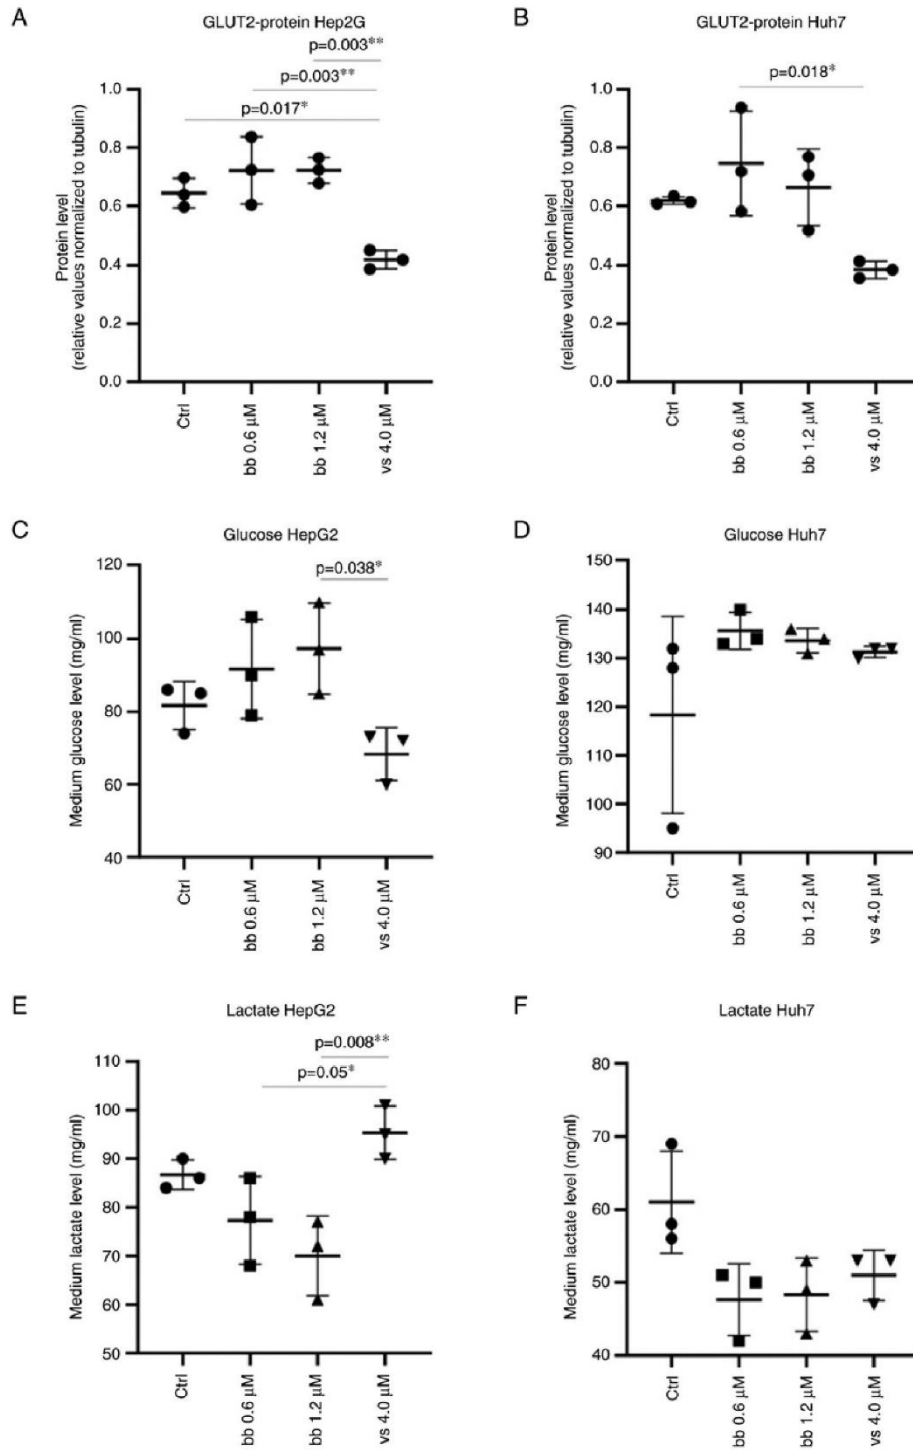 A
GLUT2-protein Hep2G
p=0.003**
p=0.003**
p=0.017*
1.0
0.8
0.6
0.4
0.2
0.0
Protein level
(relative values normalized to tubulin)
Ctrl
bb 0.6 μM
bb 1.2 μM
vs 4.0 μM
B
GLUT2-protein Huh7
p=0.018*
1.0
0.8
0.6
0.4
0.2
0.0
Protein level
(relative values normalized to tubulin)
Ctrl
bb 0.6 μM
bb 1.2 μM
vs 4.0 μM
C
Glucose HepG2
p=0.038*
120
100
80
60
40
Medium glucose level (mg/ml)
Ctrl
bb 0.6 μM
bb 1.2 μM
vs 4.0 μM
D
Glucose Huh7
150
140
130
120
110
100
90
Medium glucose level (mg/ml)
Ctrl
bb 0.6 μM
bb 1.2 μM
vs 4.0 μM
E
Lactate HepG2
p=0.008**
p=0.05*
110
100
90
80
70
60
50
Medium lactate level (mg/ml)
Ctrl
bb 0.6 μM
bb 1.2 μM
vs 4.0 μM
F
Lactate Huh7
80
70
60
50
40
Medium lactate level (mg/ml)
Ctrl
bb 0.6 μM
bb 1.2 μM
vs 4.0 μM